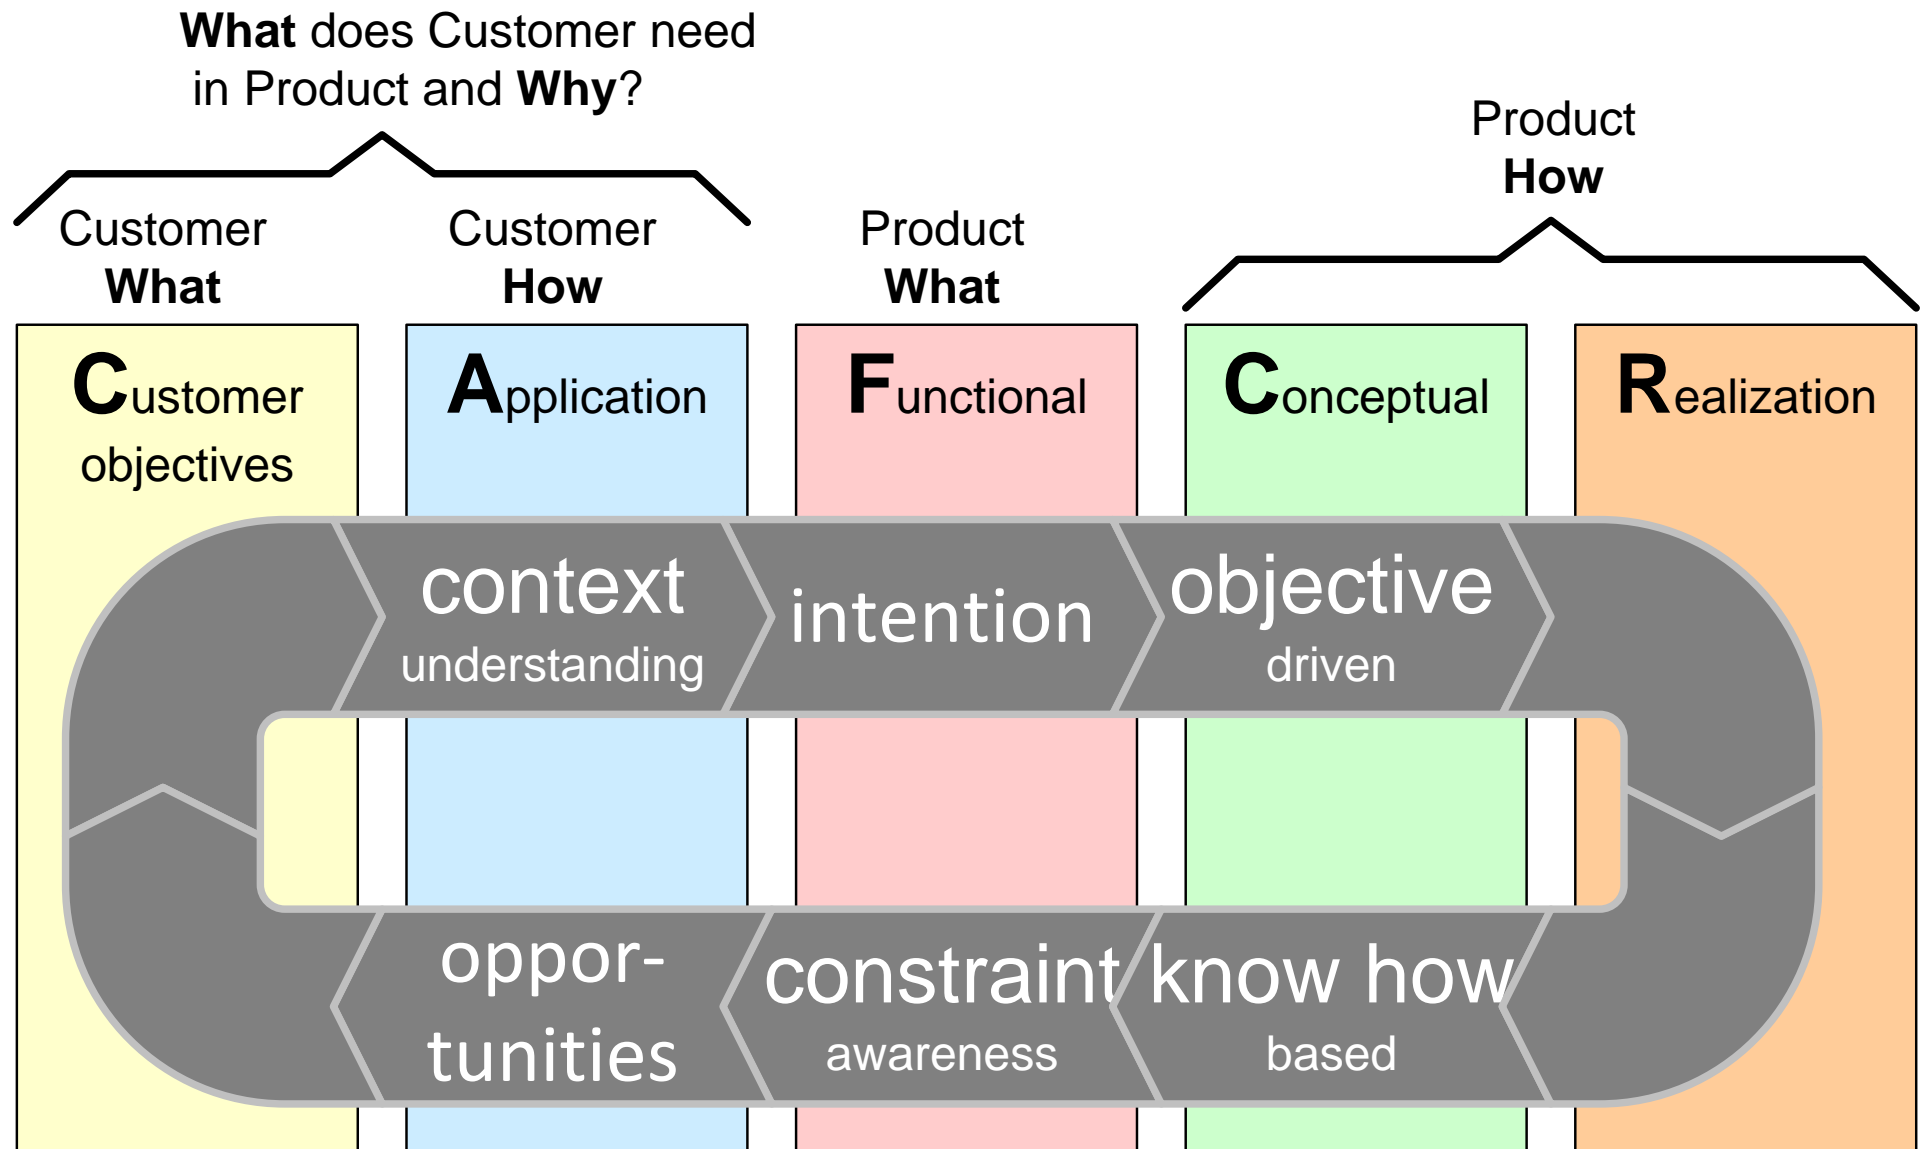 What does Customer need
in Product and Why?
Product
How
Customer
What
Customer
How
Product
What
Customer
objectives
Application
Functional
Conceptual
Realization
context
understanding
intention
objective
driven
oppor-
tunities
constraint
awareness
know how
based